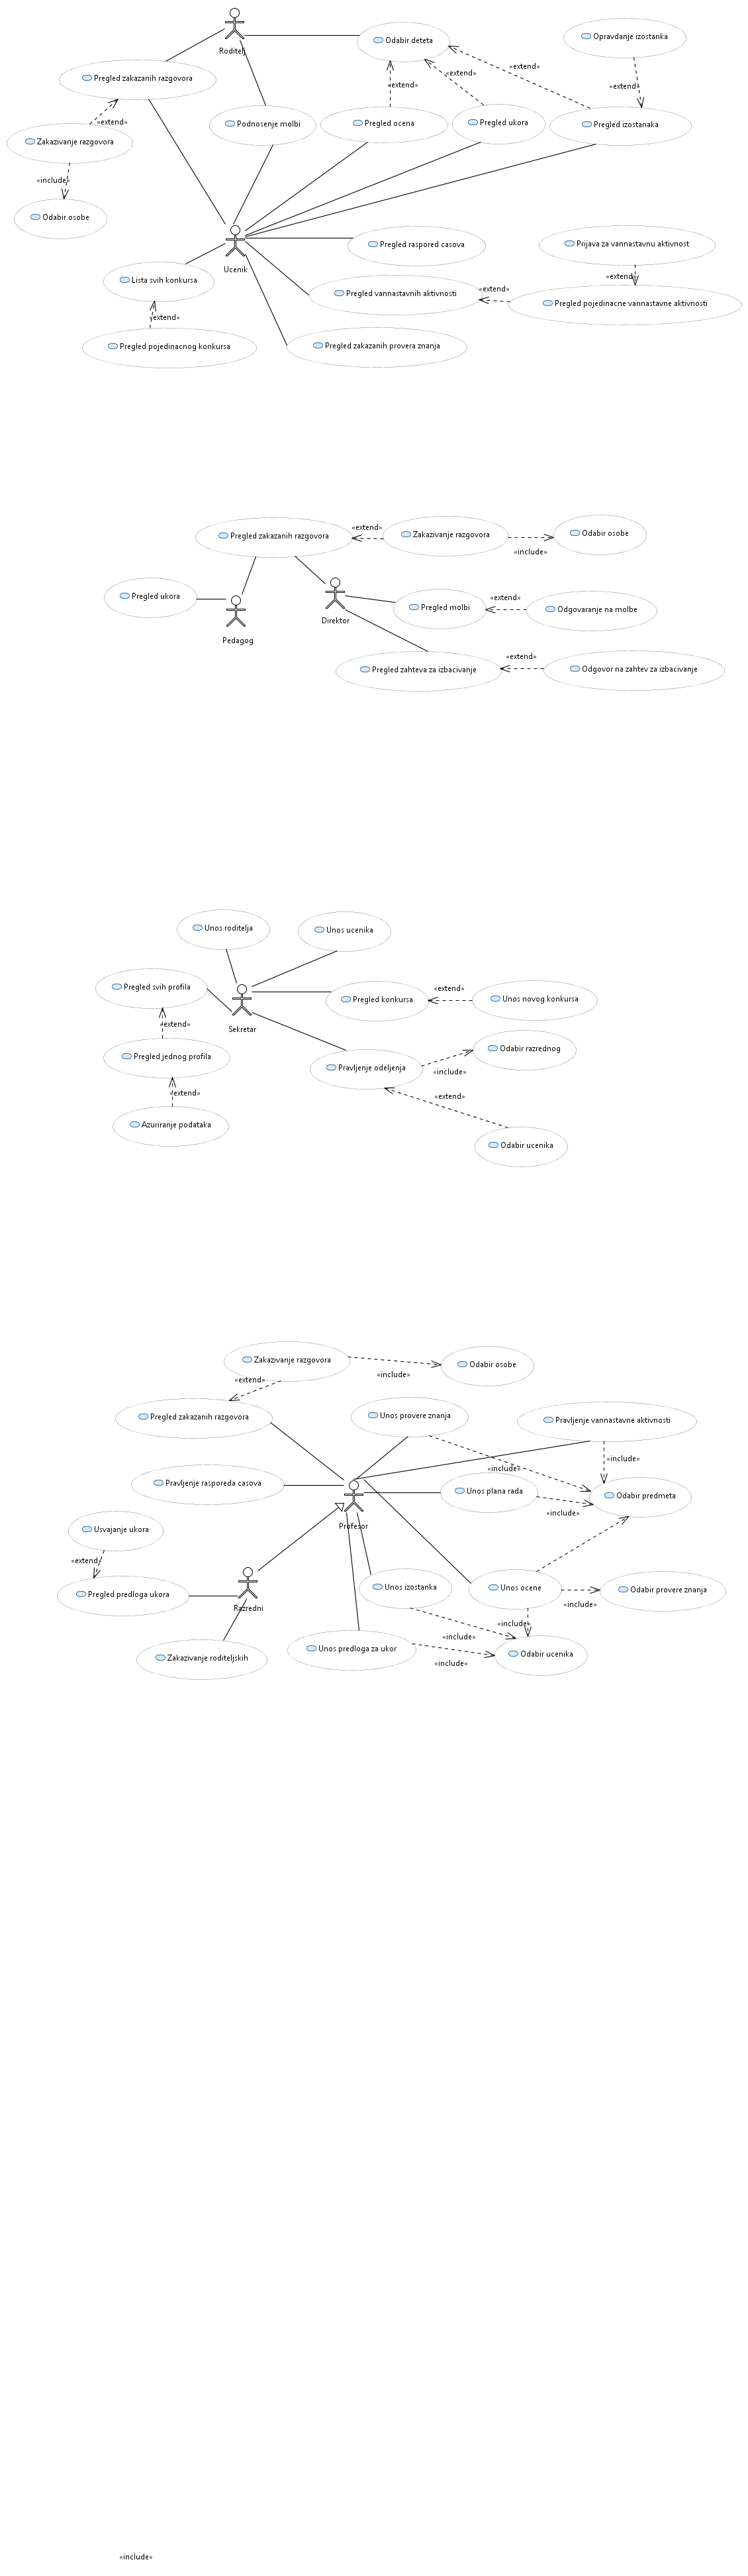 Roditelj
Odabir deteta
Opravdanje izostanka
Pregled zakazanih razgovora
«extend»
«extend»
«extend»
«extend»
Podnosenje molbi
Pregled ocena
Pregled ukora
Pregled izostanaka
«extend»
Zakazivanje razgovora
«include»
Odabir osobe
Ucenik
Pregled raspored casova
Prijava za vannastavnu aktivnost
Lista svih konkursa
«extend»
Pregled vannastavnih aktivnosti
«extend»
Pregled pojedinacne vannastavne aktivnosti
«extend»
Pregled pojedinacnog konkursa
Pregled zakazanih provera znanja
Pregled zakazanih razgovora
«extend»
Zakazivanje razgovora
«include»
Odabir osobe
Pregled ukora
Pedagog
Direktor
Pregled molbi
«extend»
Odgovaranje na molbe
Pregled zahteva za izbacivanje
«extend»
Odgovor na zahtev za izbacivanje
Unos roditelja
Unos ucenika
Pregled svih profila
Sekretar
Pregled konkursa
«extend»
Unos novog konkursa
«extend»
Pregled jednog profila
Pravljenje odeljenja
«include»
Odabir razrednog
«extend»
«extend»
Azuriranje podataka
Odabir ucenika
Zakazivanje razgovora
«include»
Odabir osobe
«extend»
Pregled zakazanih razgovora
Unos provere znanja
Pravljenje vannastavne aktivnosti
«include»
«include»
Pravljenje rasporeda casova
Profesor
Unos plana rada
«include»
Odabir predmeta
Usvajanje ukora
«extend»
Pregled predloga ukora
Razredni
Unos izostanka
Unos ocene
«include»
Odabir provere znanja
«include»
«include»
Zakazivanje roditeljskih
Unos predloga za ukor
«include»
Odabir ucenika
«include»